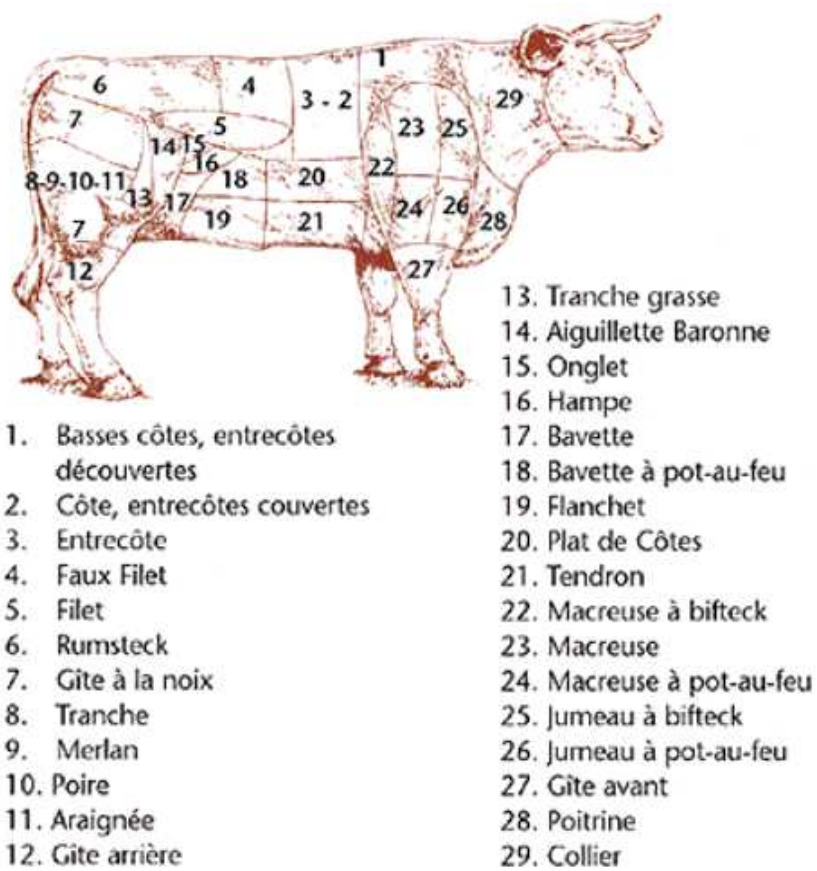 1
6
4
3 - 2
29
7
5
23
25
14
15
16
22
8-9-10-11
18
20
13
17
24
26
19
21
28
7
12
27
1. Basses côtes, entrecôtes
découvertes
2. Côte, entrecôtes couvertes
3. Entrecôte
4. Faux Filet
5. Filet
6. Rumsteck
7. Gîte à la noix
8. Tranche
9. Merlan
10. Poire
11. Araignée
12. Gîte arrière
13. Tranche grasse
14. Aiguillette Baronne
15. Onglet
16. Hampe
17. Bavette
18. Bavette à pot-au-feu
19. Flanchet
20. Plat de Côtes
21. Tendron
22. Macreuse à bifteck
23. Macreuse
24. Macreuse à pot-au-feu
25. Jumeau à bifteck
26. Jumeau à pot-au-feu
27. Gîte avant
28. Poitrine
29. Collier